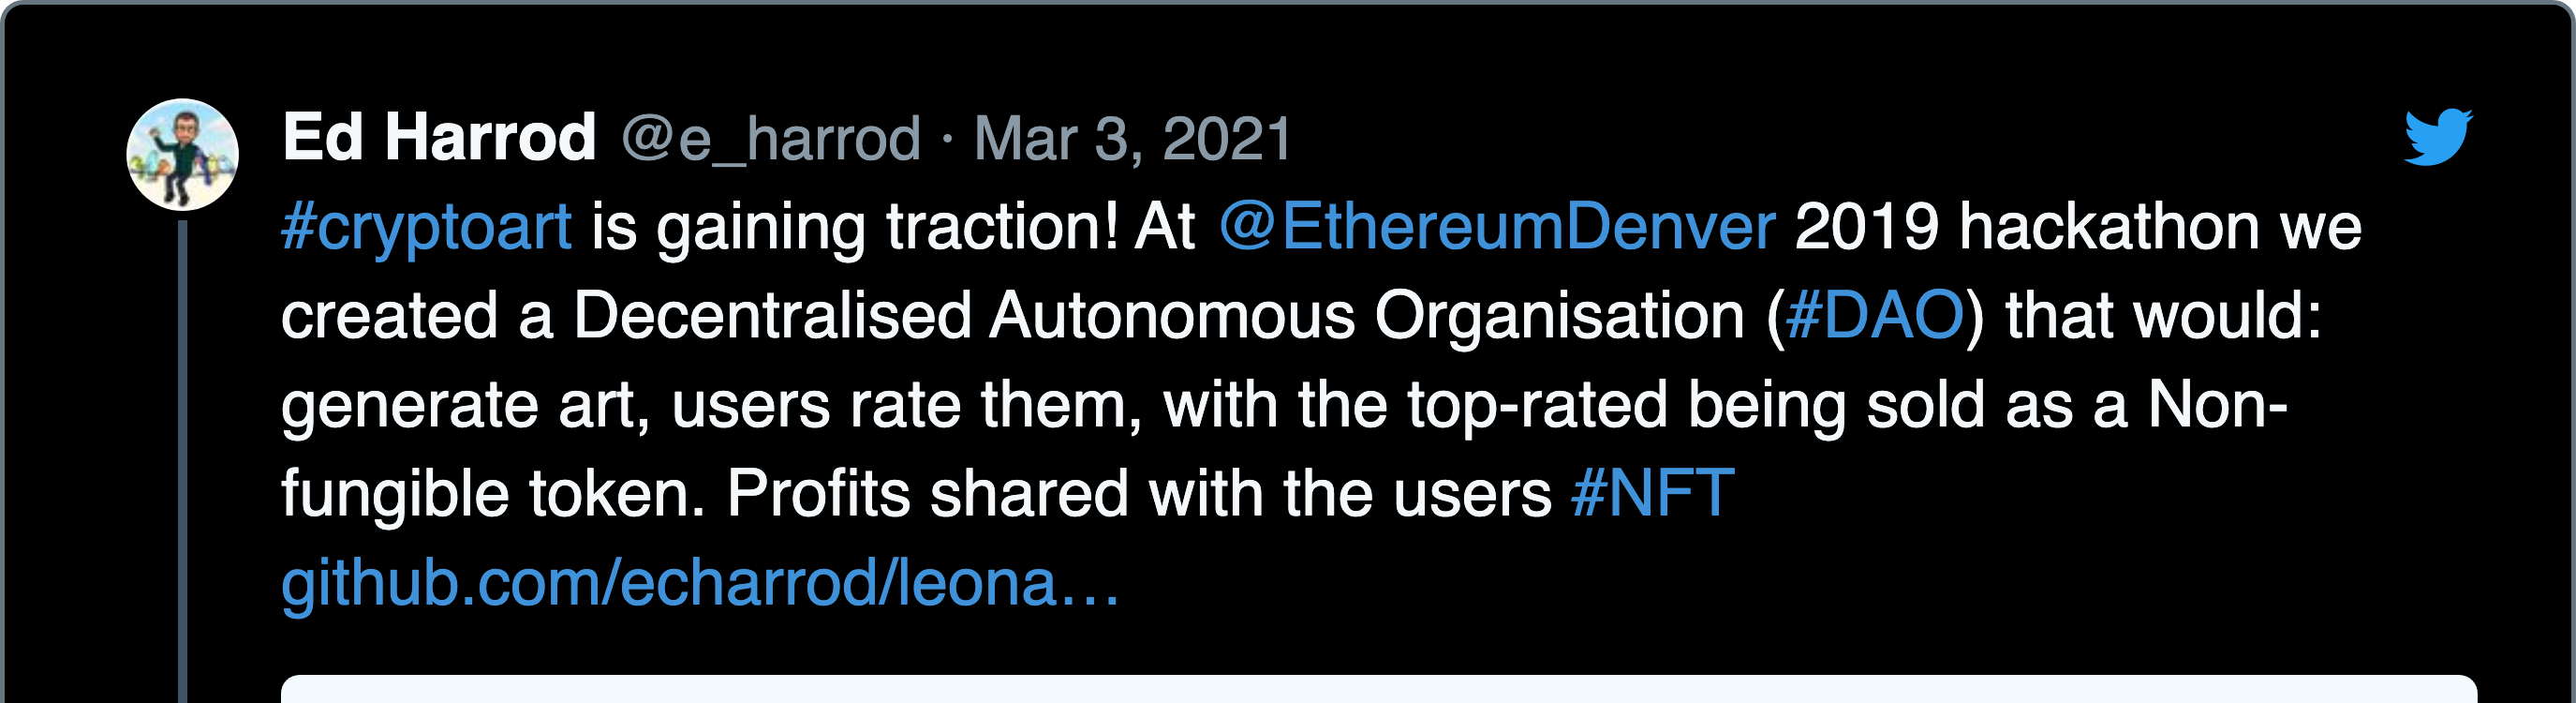 Ed Harrod @e_harrod · Mar 3, 2021
#cryptoart is gaining traction! At @EthereumDenver 2019 hackathon we
created a Decentralised Autonomous Organisation (#DAO) that would:
generate art, users rate them, with the top-rated being sold as a Non-
fungible token. Profits shared with the users #NFT
github.com/echarrod/leona…